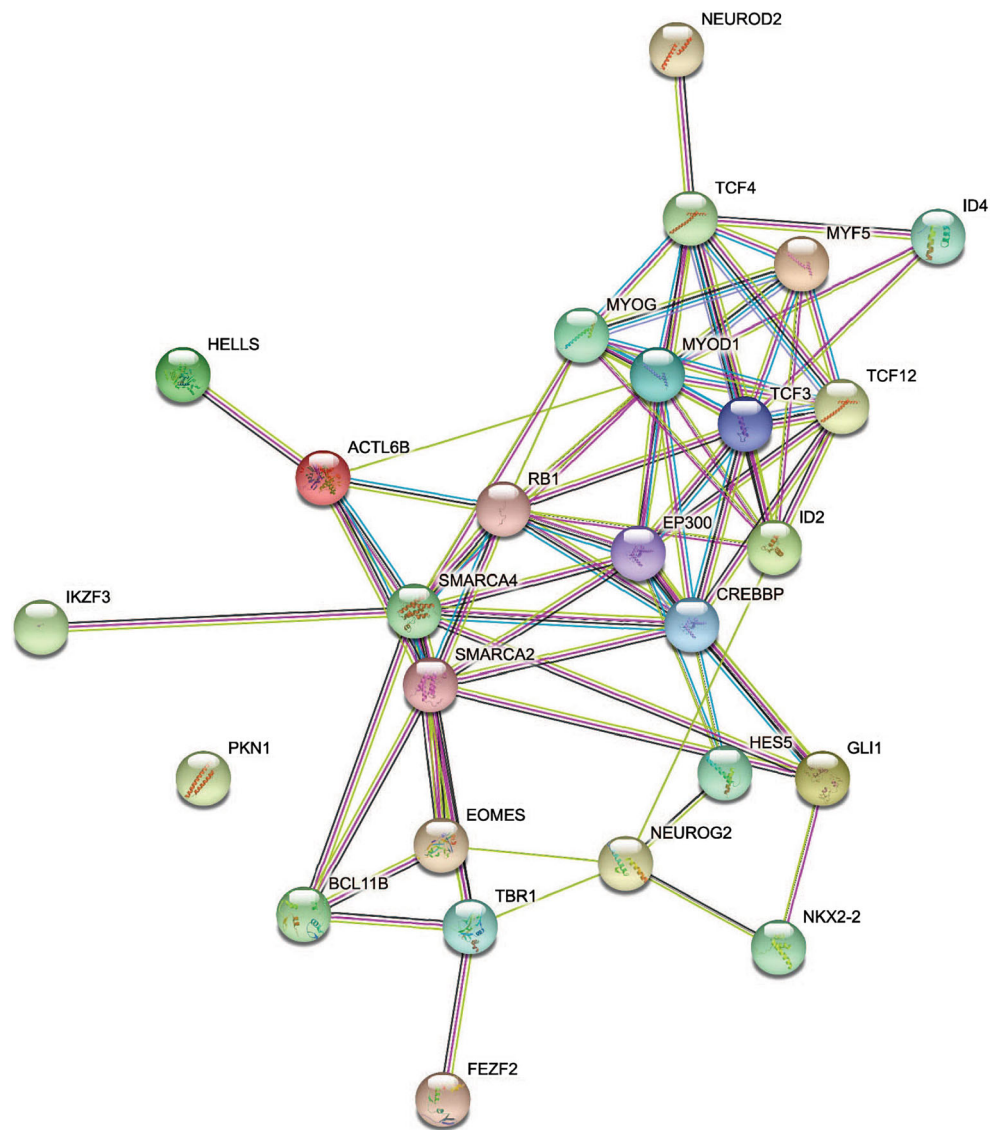 NEUROD2
TCF4
ID4
MYF5
MYOG
HELLS
MYOD1
TCF12
TCF3
ACTL6B
RB1
EP300
ID2
SMARCA4
IKZF3
CREBBP
SMARCA2
HES5
GLI1
PKN1
EOMES
NEUROG2
BCL11B
TBR1
NKX2-2
FEZF2